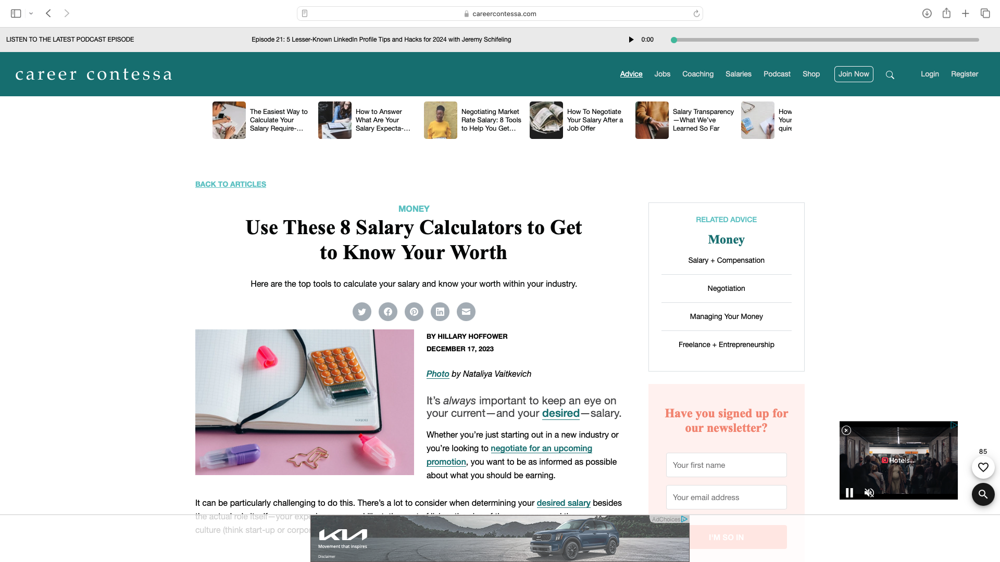 careercontessa.com
LISTEN TO THE LATEST PODCAST EPISODE
Episode 21: 5 Lesser-Known LinkedIn Profile Tips and Hacks for 2024 with Jeremy Schifeling
0:00
career contessa
Advice
Jobs
Coaching
Salaries
Podcast
Shop
Join Now
Login
Register
The Easiest Way to
Calculate Your
Salary Require-...
How to Answer
What Are Your
Salary Expecta-...
Negotiating Market
Rate Salary: 8 Tools
to Help You Get...
How To Negotiate
Your Salary After a
Job Offer
Salary Transparency
—What We've
Learned So Far
How
Your
quire
BACK TO ARTICLES
MONEY
Use These 8 Salary Calculators to Get
to Know Your Worth
Here are the top tools to calculate your salary and know your worth within your industry.
BY HILLARY HOFFOWER
DECEMBER 17, 2023
Photo by Nataliya Vaitkevich
It's always important to keep an eye on
your current—and your desired—salary.
Whether you're just starting out in a new industry or
you're looking to negotiate for an upcoming
promotion, you want to be as informed as possible
about what you should be earning.
It can be particularly challenging to do this. There's a lot to consider when determining your desired salary besides
the actual role itself—your expe
culture (think start-up or corpor
RELATED ADVICE
Money
Salary + Compensation
Negotiation
Managing Your Money
Freelance + Entrepreneurship
Have you signed up for
our newsletter?
Your first name
Your email address
I'M SO IN
Hotels.com
85
AdChoices
KIA
Movement that inspires
Disclaimer